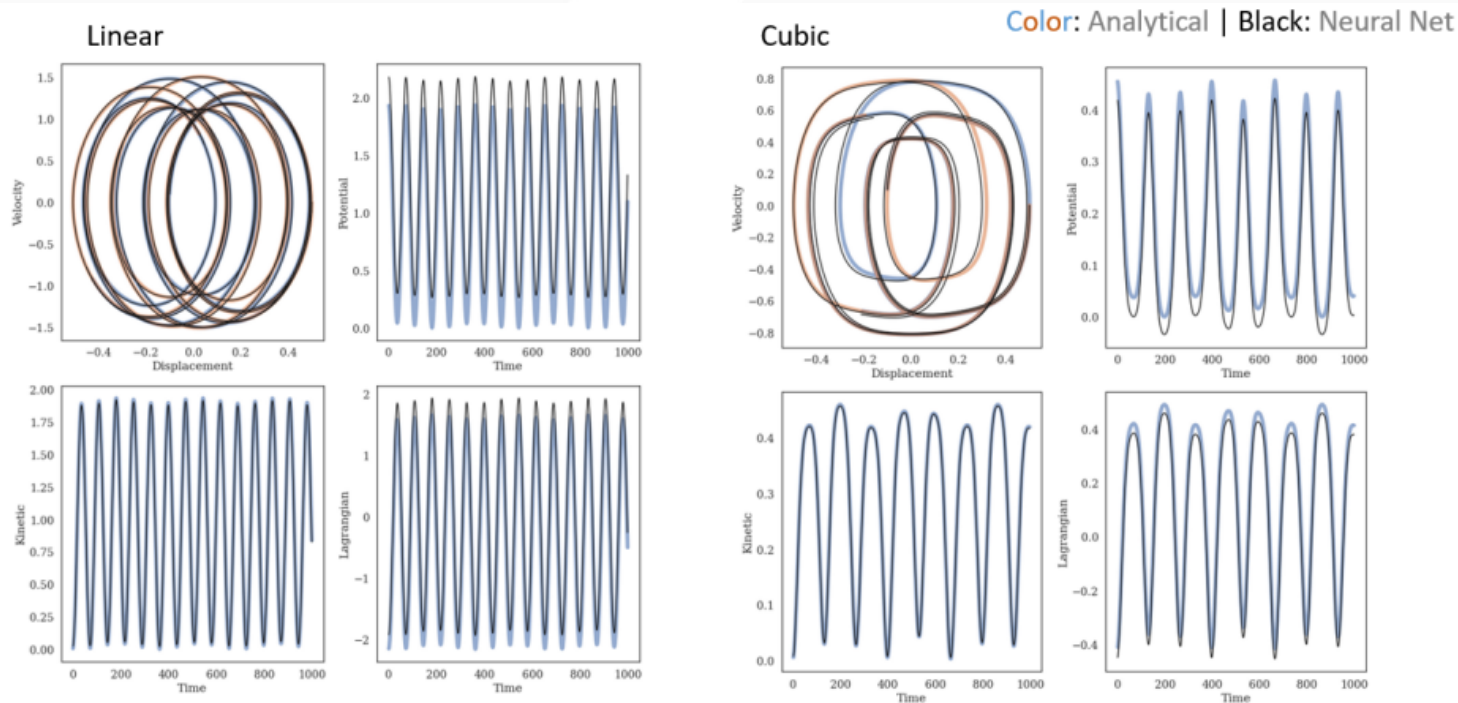 Color: Analytical | Black: Neural Net
Linear
Cubic
1.5
1.0
0.5
0.0
−0.5
−1.0
−1.5
Velocity
−0.4 −0.2 0.0 0.2 0.4
Displacement
2.0
1.5
1.0
0.5
0.0
Potential
0 200 400 600 800 1000
Time
2.00
1.75
1.50
1.25
1.00
0.75
0.50
0.25
0.00
Kinetic
0 200 400 600 800 1000
Time
2
1
0
−1
−2
Lagrangian
0 200 400 600 800 1000
Time
0.8
0.6
0.4
0.2
0.0
−0.2
−0.4
−0.6
−0.8
Velocity
−0.4 −0.2 0.0 0.2 0.4
Displacement
0.4
0.3
0.2
0.1
0.0
Potential
0 200 400 600 800 1000
Time
0.4
0.3
0.2
0.1
0.0
Kinetic
0 200 400 600 800 1000
Time
0.4
0.2
0.0
−0.2
−0.4
Lagrangian
0 200 400 600 800 1000
Time